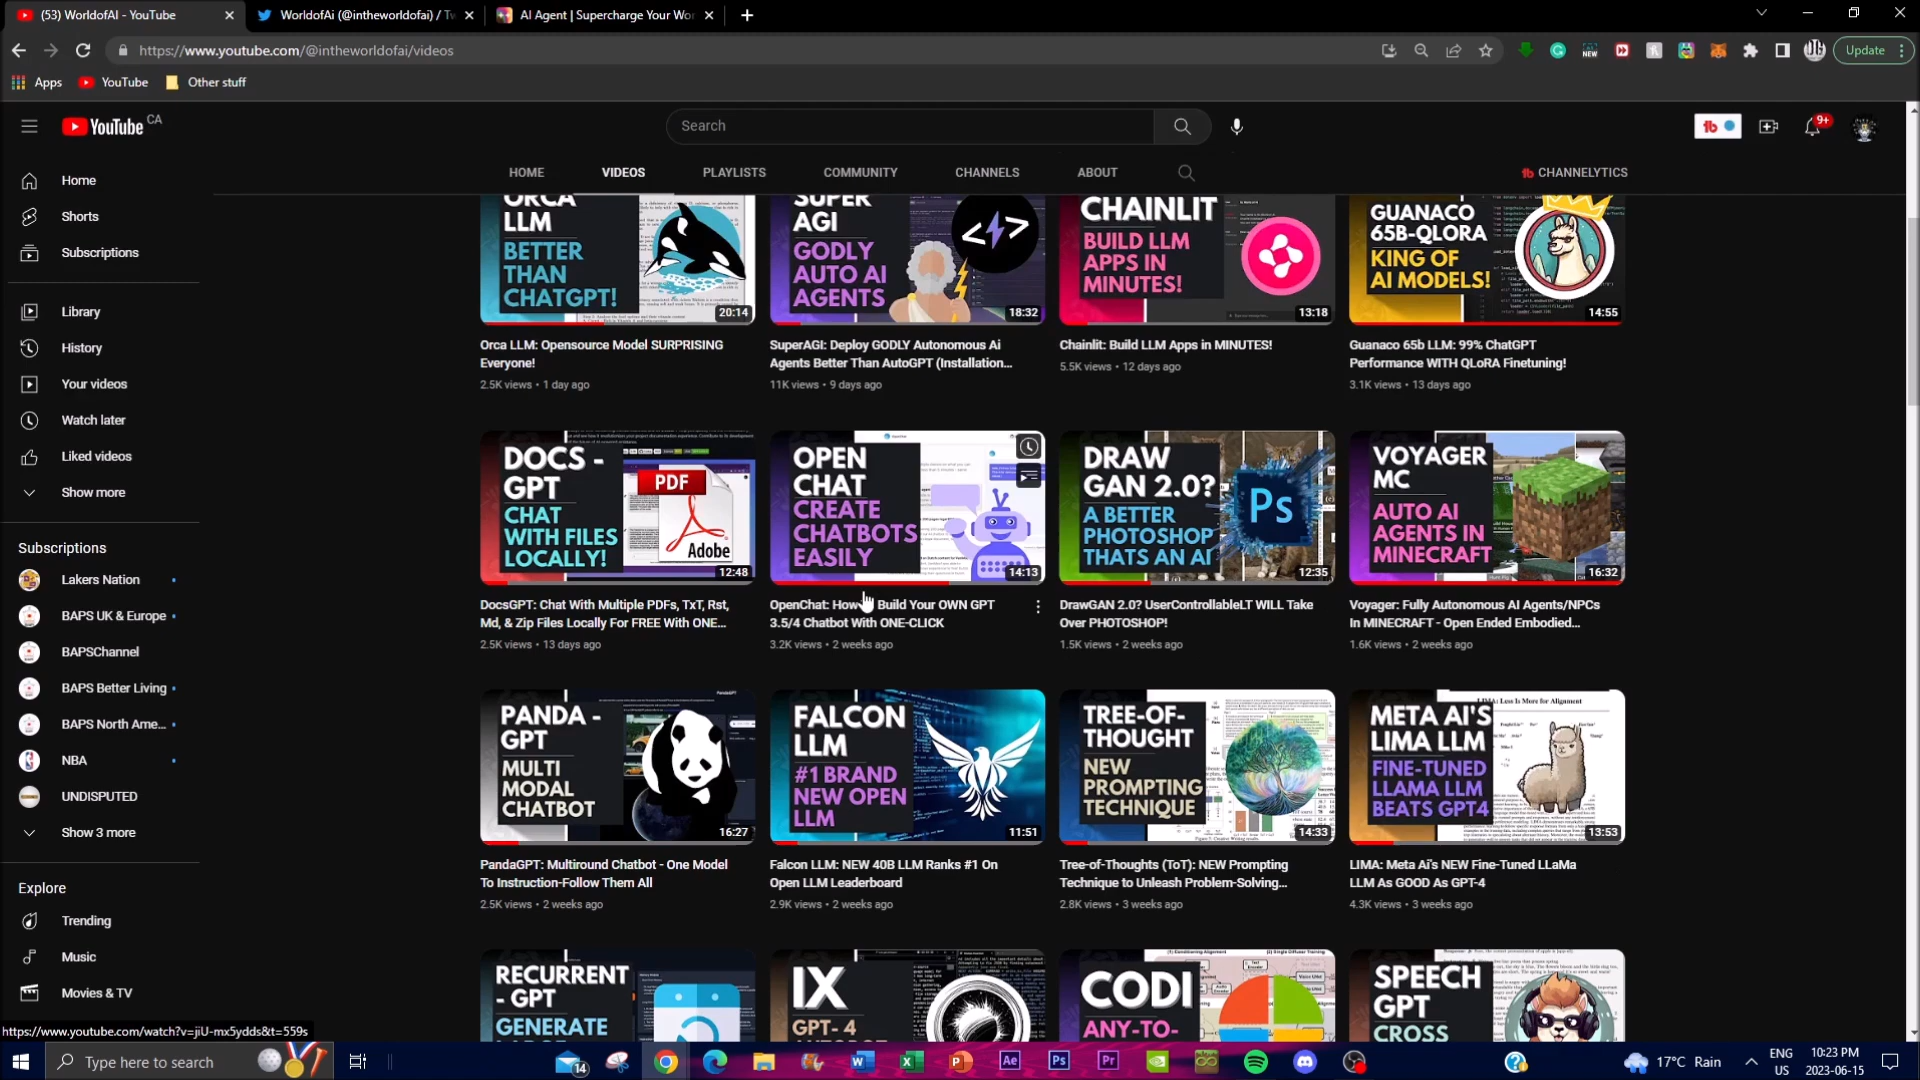 (53) WorldofAI - YouTube
WorldofAi (@intheworldofai) / Tw
AI Agent | Supercharge Your Wor
https://www.youtube.com/@intheworldofai/videos
Update
Apps
YouTube
Other stuff
YouTube CA
Search
9+
HOME
VIDEOS
PLAYLISTS
COMMUNITY
CHANNELS
ABOUT
CHANNELYTICS
Home
Shorts
Subscriptions
Library
History
Your videos
Watch later
Liked videos
Show more
Subscriptions
Lakers Nation
BAPS UK & Europe
BAPSChannel
BAPS Better Living
BAPS North Ame...
NBA
UNDISPUTED
Show 3 more
Explore
Trending
Music
Movies & TV
ORCA
LLM
BETTER
THAN
CHATGPT!
20:14
Orca LLM: Opensource Model SURPRISING
Everyone!
2.5K views • 1 day ago
SUPER
AGI
GODLY
AUTO AI
AGENTS
18:32
SuperAGI: Deploy GODLY Autonomous Ai
Agents Better Than AutoGPT (Installation...
11K views • 9 days ago
CHAINLIT
BUILD LLM
APPS IN
MINUTES!
13:18
Chainlit: Build LLM Apps in MINUTES!
5.5K views • 12 days ago
GUANACO
65B-QLORA
KING OF
AI MODELS!
14:55
Guanaco 65b LLM: 99% ChatGPT
Performance WITH QLoRA Finetuning!
3.1K views • 13 days ago
DOCS -
GPT
CHAT
WITH FILES
LOCALLY!
PDF
Adobe
12:48
DocsGPT: Chat With Multiple PDFs, TxT, Rst,
Md, & Zip Files Locally For FREE With ONE...
2.5K views • 13 days ago
OPEN
CHAT
CREATE
CHATBOTS
EASILY
14:13
OpenChat: How Build Your OWN GPT
3.5/4 Chatbot With ONE-CLICK
3.2K views • 2 weeks ago
DRAW
GAN 2.0?
A BETTER
PHOTOSHOP
THATS AN AI
Ps
12:35
DrawGAN 2.0? UserControllableLT WILL Take
Over PHOTOSHOP!
1.5K views • 2 weeks ago
VOYAGER
MC
AUTO AI
AGENTS IN
MINECRAFT
16:32
Voyager: Fully Autonomous AI Agents/NPCs
In MINECRAFT - Open Ended Embodied...
1.6K views • 2 weeks ago
PANDA -
GPT
MULTI
MODAL
CHATBOT
16:27
PandaGPT: Multiround Chatbot - One Model
To Instruction-Follow Them All
2.5K views • 2 weeks ago
FALCON
LLM
#1 BRAND
NEW OPEN
LLM
11:51
Falcon LLM: NEW 40B LLM Ranks #1 On
Open LLM Leaderboard
2.9K views • 2 weeks ago
TREE-OF-
THOUGHT
NEW
PROMPTING
TECHNIQUE
14:33
Tree-of-Thoughts (ToT): NEW Prompting
Technique to Unleash Problem-Solving...
2.8K views • 3 weeks ago
LIMA: Less Is More for Alignment
META AI'S
LIMA LLM
FINE-TUNED
LLAMA LLM
BEATS GPT4
13:53
LIMA: Meta Ai's NEW Fine-Tuned LLaMa
LLM As GOOD As GPT-4
4.3K views • 3 weeks ago
RECURRENT
- GPT
GENERATE
LARGE
IX
GPT- 4
CODI
ANY-TO-
SPEECH
GPT
CROSS
https://www.youtube.com/watch?v=jiU-mx5ydds&t=559s
Type here to search
14
Ae
Ps
Pr
17°C Rain
ENG
US
10:23 PM
2023-06-15